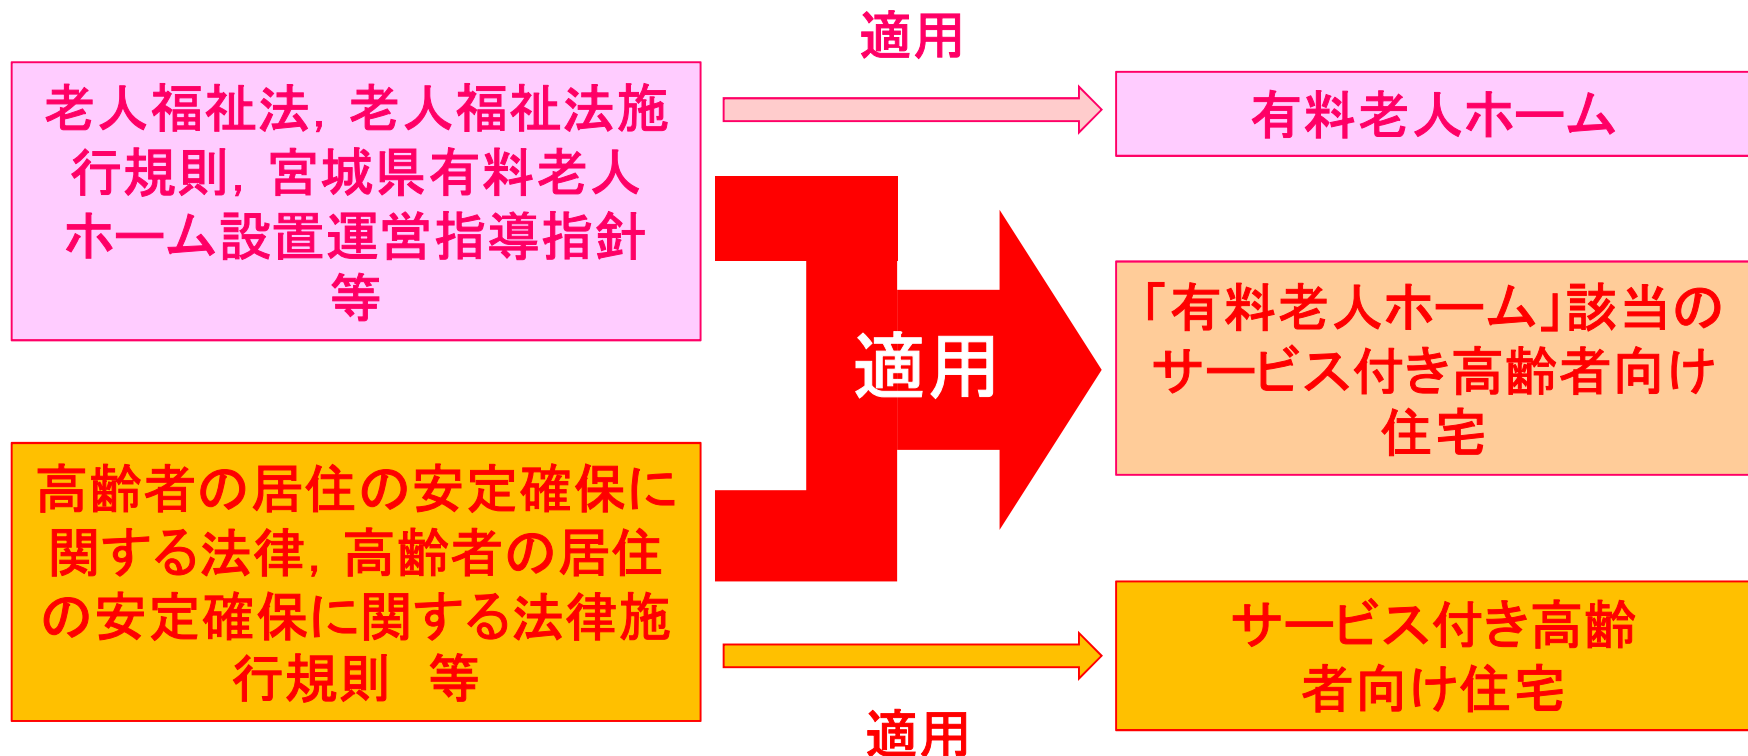 適用
老人福祉法，老人福祉法施
行規則，宮城県有料老人
ホーム設置運営指導指針
等
有料老人ホーム
適用
「有料老人ホーム」該当の
サービス付き高齢者向け
住宅
高齢者の居住の安定確保に
関する法律，高齢者の居住
の安定確保に関する法律施
行規則　等
サービス付き高齢
者向け住宅
適用